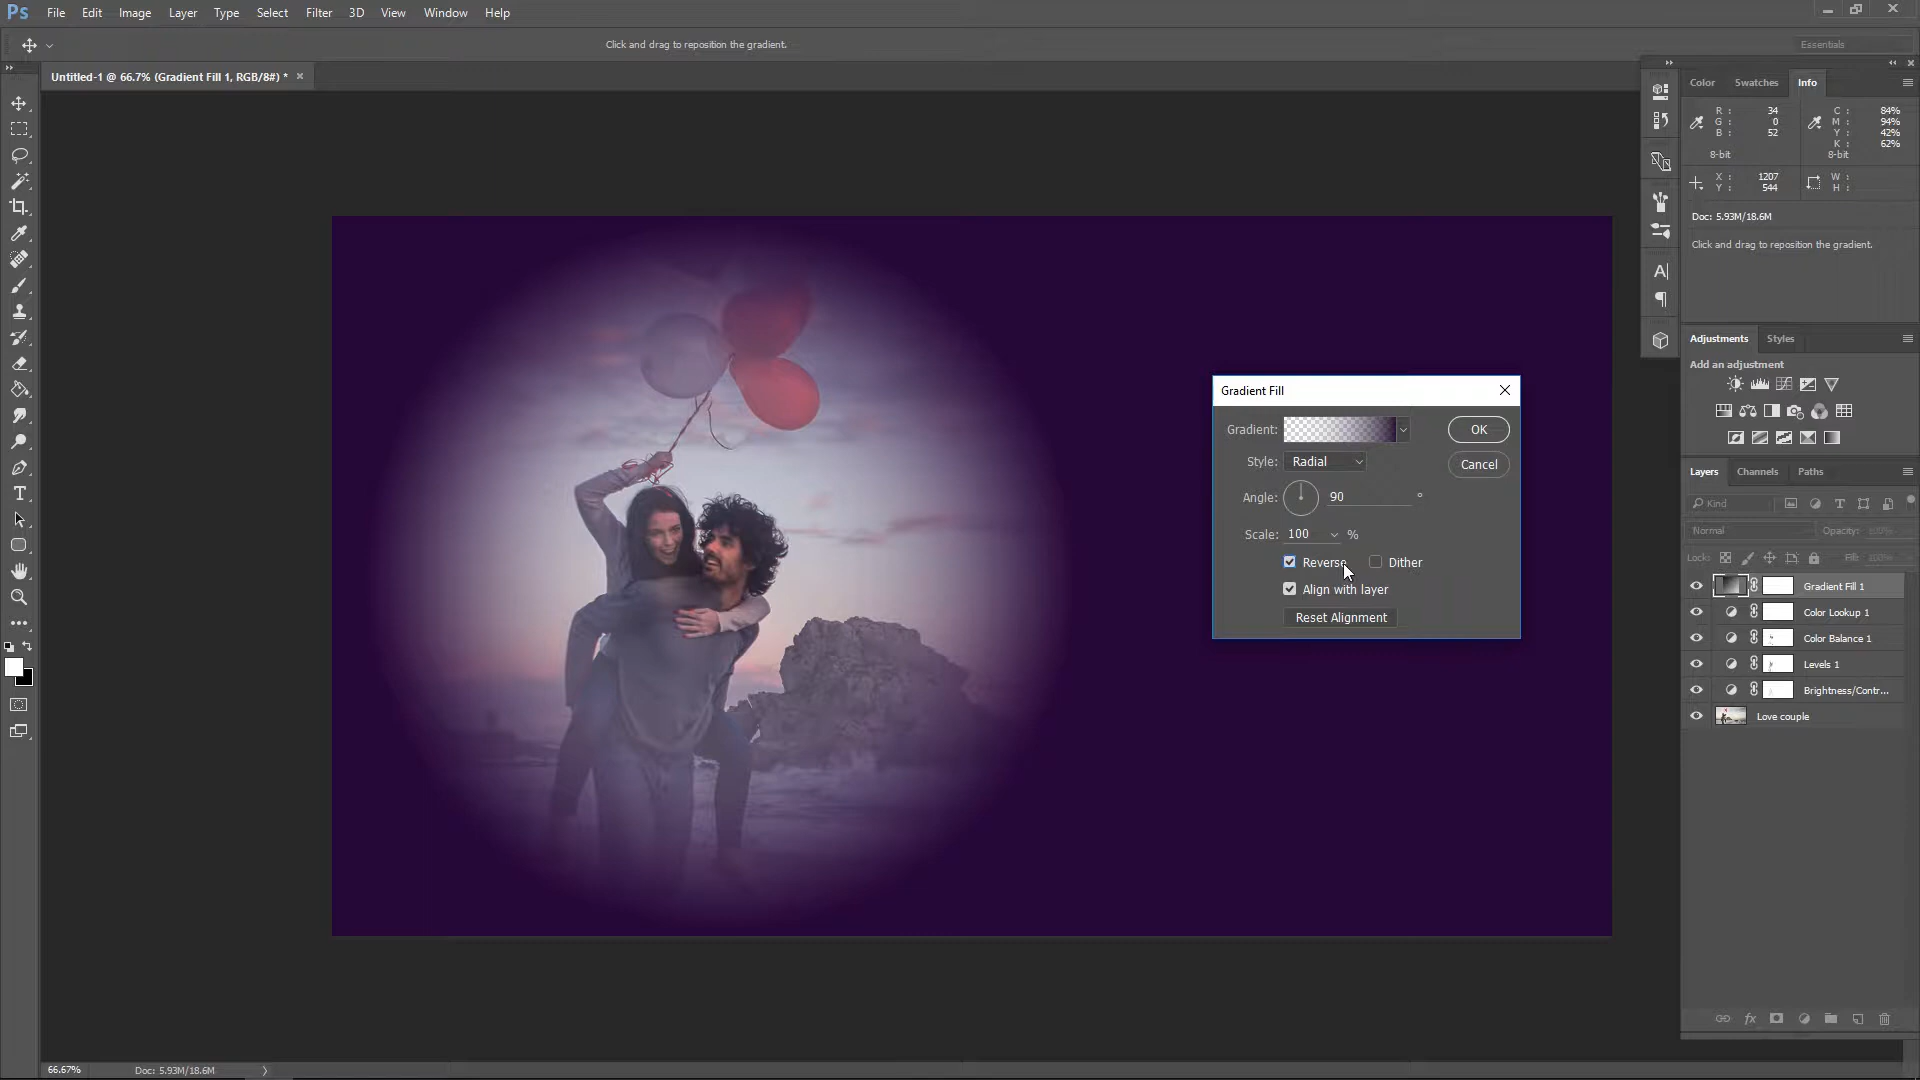 Ps File Edit Image Layer Type Select Filter 3D View Window Help
Click and drag to reposition the gradient.
Essentials
Untitled-1 @ 66.7% (Gradient Fill 1, RGB/8#) * ×
Color Swatches Info
R : 34 C : 84%
G : 0 M : 94%
B : 52 Y : 42%
K : 62%
8-bit 8-bit
X : 1207 W :
Y : 544 H :
Doc: 5.93M/18.6M
Click and drag to reposition the gradient.
Adjustments Styles
Add an adjustment
Gradient Fill
Gradient: OK
Style: Radial Cancel
Angle: 90 °
Scale: 100 %
Reverse Dither
Align with layer
Reset Alignment
Layers Channels Paths
Kind
Normal Opacity: 100%
Lock: Fill: 100%
Gradient Fill 1
Color Lookup 1
Color Balance 1
Levels 1
Brightness/Contr...
Love couple
66.67% Doc: 5.93M/18.6M